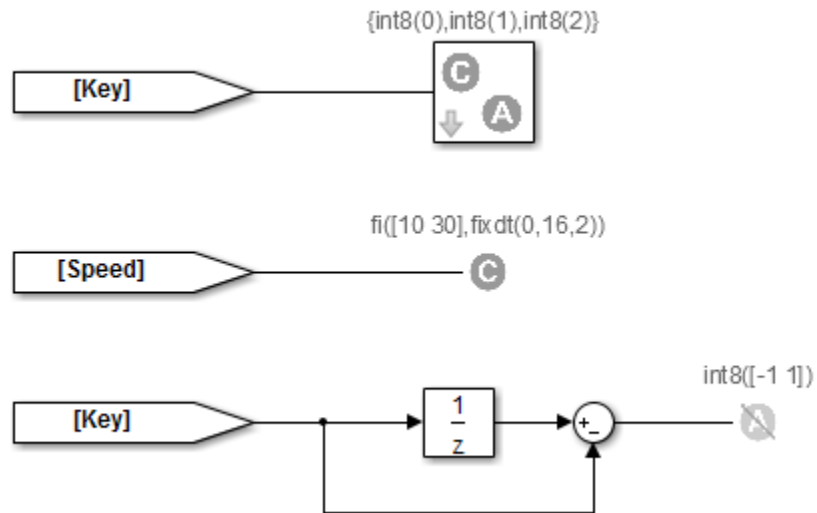 {int8(0),int8(1),int8(2)}
[Key]
C
A
fi([10 30],fixdt(0,16,2))
[Speed]
C
int8([-1 1])
[Key]
1
z
+
-
A